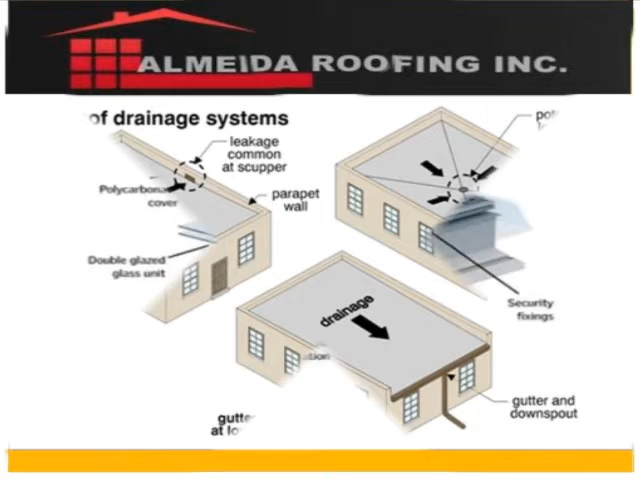 ALMEIDA ROOFING INC.
of drainage systems
leakage
common
at scupper
parapet
wall
cover
Double glazed
glass unit
Security
fixings
drainage
gutter and
downspout
at